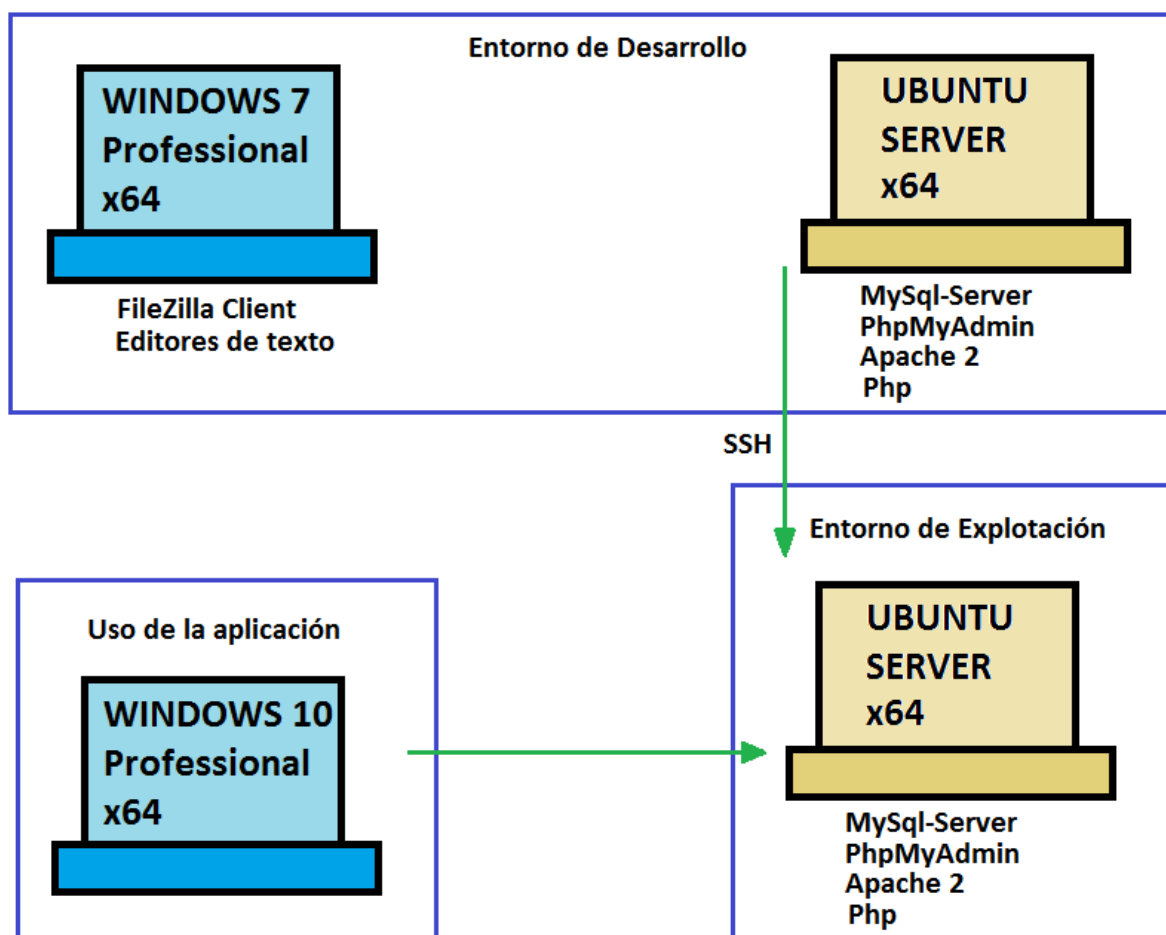 Entorno de Desarrollo
WINDOWS 7
Professional
x64
FileZilla Client
Editores de texto
UBUNTU
SERVER
x64
MySql-Server
PhpMyAdmin
Apache 2
Php
SSH
Entorno de Explotación
UBUNTU
SERVER
x64
MySql-Server
PhpMyAdmin
Apache 2
Php
Uso de la aplicación
WINDOWS 10
Professional
x64